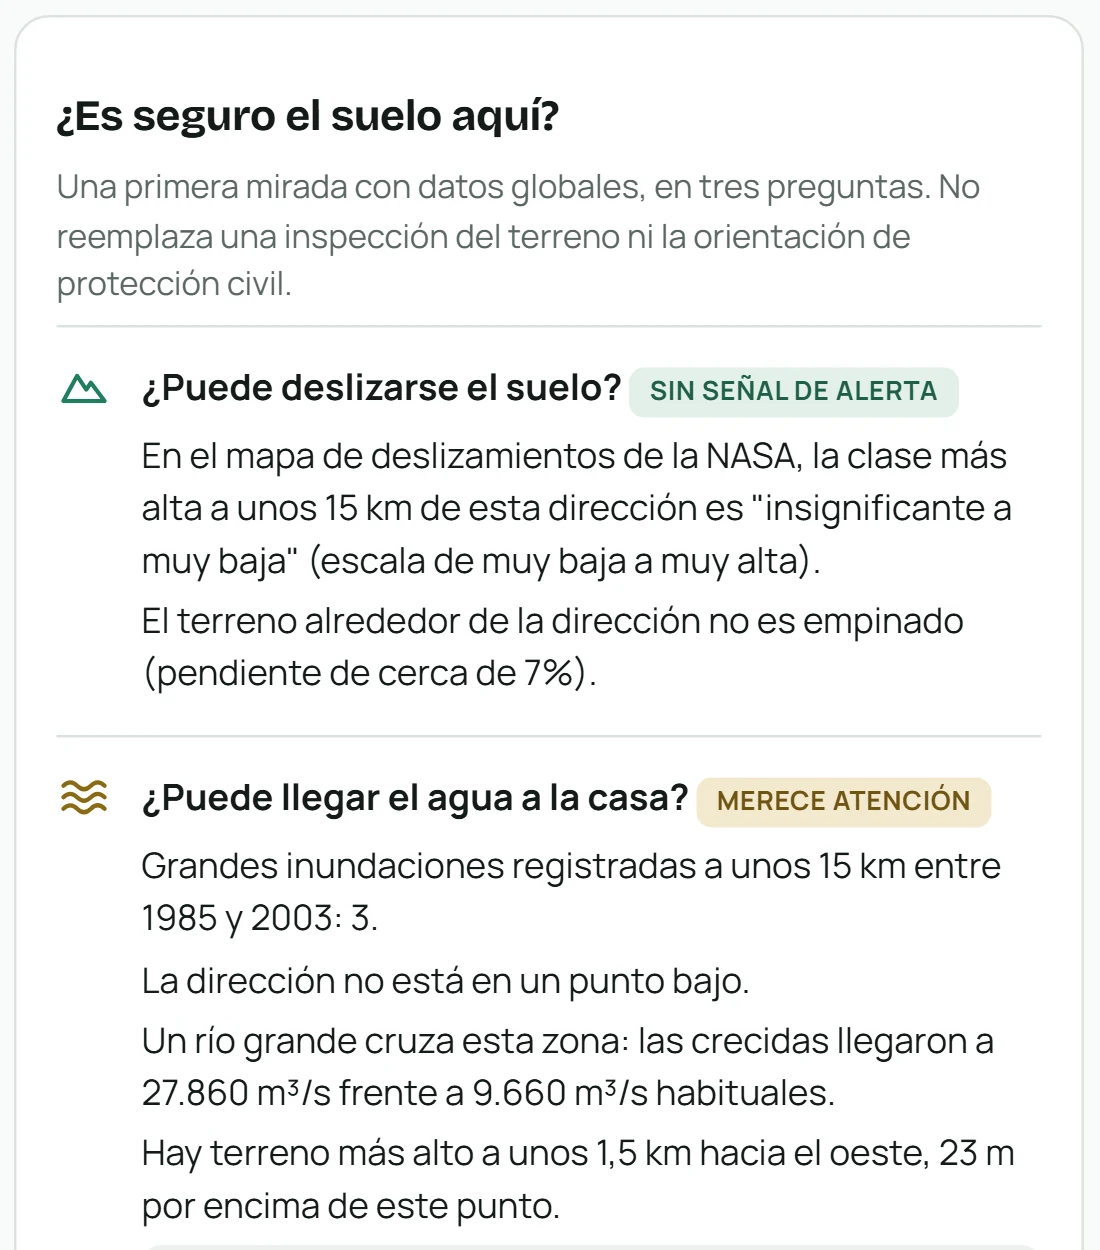 ¿Es seguro el suelo aquí?
Una primera mirada con datos globales, en tres preguntas. No
reemplaza una inspección del terreno ni la orientación de
protección civil.
¿Puede deslizarse el suelo? SIN SEÑAL DE ALERTA
En el mapa de deslizamientos de la NASA, la clase más
alta a unos 15 km de esta dirección es "insignificante a
muy baja" (escala de muy baja a muy alta).
El terreno alrededor de la dirección no es empinado
(pendiente de cerca de 7%).
¿Puede llegar el agua a la casa? MERECE ATENCIÓN
Grandes inundaciones registradas a unos 15 km entre
1985 y 2003: 3.
La dirección no está en un punto bajo.
Un río grande cruza esta zona: las crecidas llegaron a
27.860 m³/s frente a 9.660 m³/s habituales.
Hay terreno más alto a unos 1,5 km hacia el oeste, 23 m
por encima de este punto.